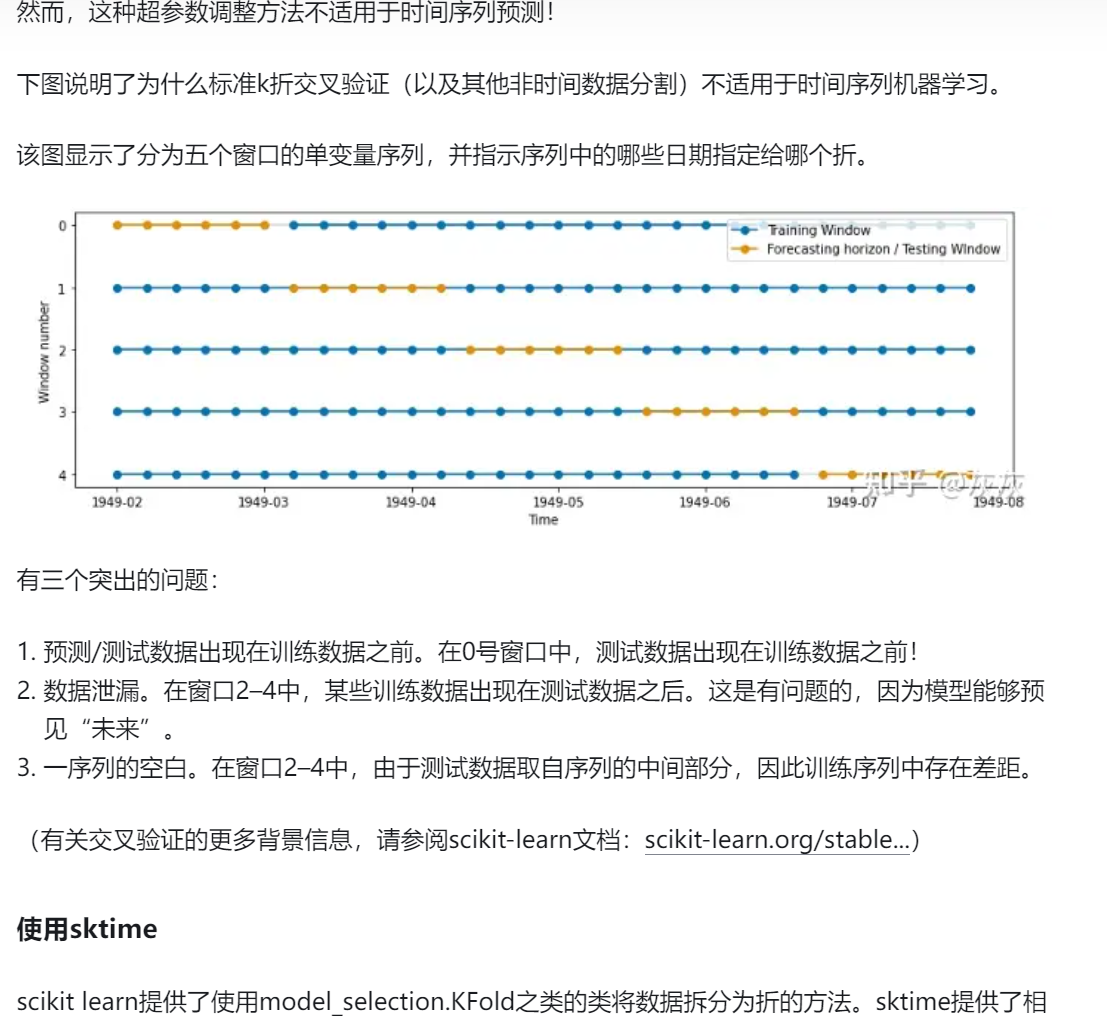 然而，这种超参数调整方法不适用于时间序列预测！
下图说明了为什么标准k折交叉验证（以及其他非时间数据分割）不适用于时间序列机器学习。
该图显示了分为五个窗口的单变量序列，并指示序列中的哪些日期指定给哪个折。
0
Training Window
Forecasting horizon / Testing Window
1
Window number
2
3
4
知乎 @灰灰
1949-02 1949-03 1949-04 1949-05 1949-06 1949-07 1949-08
Time
有三个突出的问题：
1. 预测/测试数据出现在训练数据之前。在0号窗口中，测试数据出现在训练数据之前！
2. 数据泄漏。在窗口2–4中，某些训练数据出现在测试数据之后。这是有问题的，因为模型能够预
见“未来”。
3. 一序列的空白。在窗口2–4中，由于测试数据取自序列的中间部分，因此训练序列中存在差距。
（有关交叉验证的更多背景信息，请参阅scikit-learn文档：scikit-learn.org/stable...）
使用sktime
scikit learn提供了使用model_selection.KFold之类的类将数据拆分为折的方法。sktime提供了相